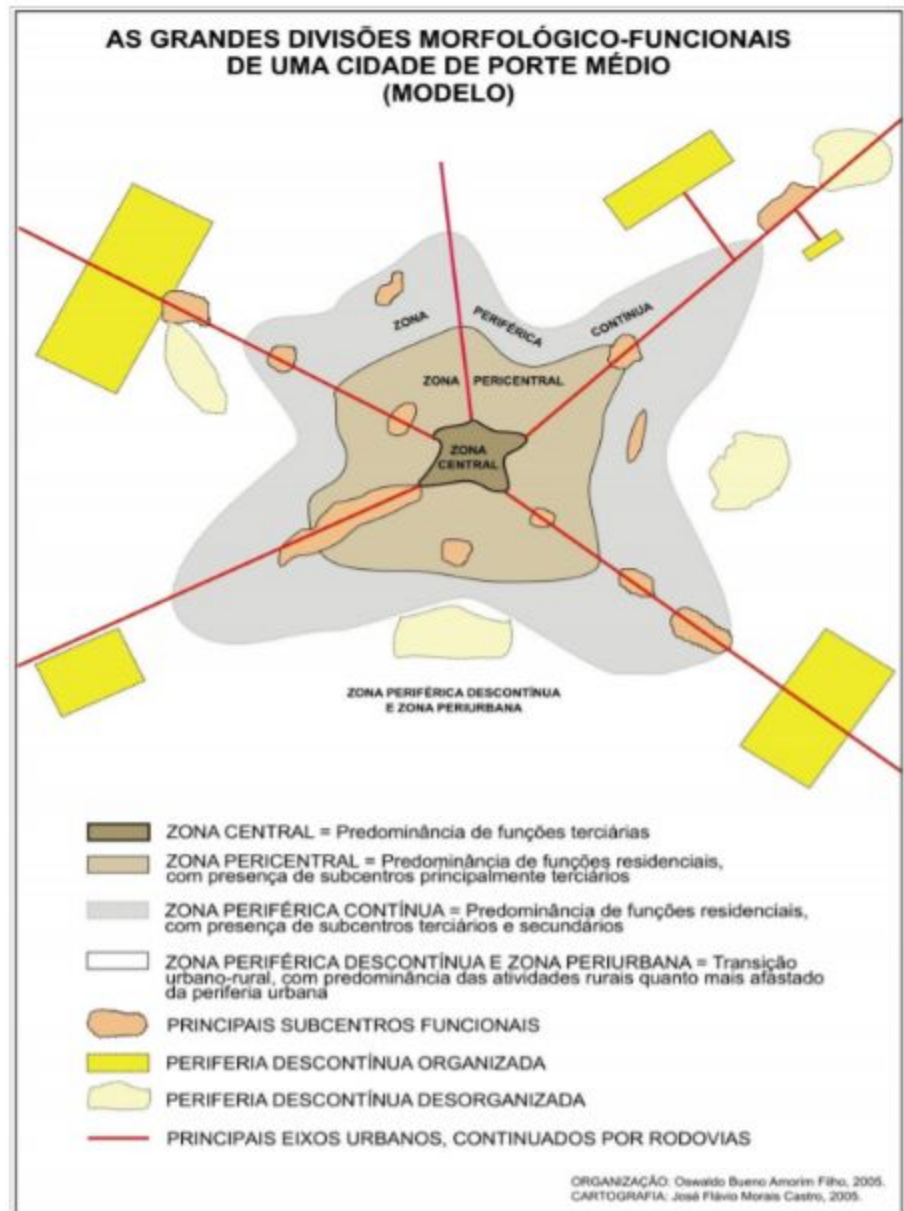 AS GRANDES DIVISÕES MORFOLÓGICO-FUNCIONAIS
DE UMA CIDADE DE PORTE MÉDIO
(MODELO)
ZONA
PERIFÉRICA
CONTÍNUA
ZONA PERICENTRAL
ZONA
CENTRAL
ZONA PERIFÉRICA DESCONTÍNUA
E ZONA PERIURBANA
ZONA CENTRAL = Predominância de funções terciárias
ZONA PERICENTRAL = Predominância de funções residenciais,
com presença de subcentros principalmente terciários
ZONA PERIFÉRICA CONTÍNUA = Predominância de funções residenciais,
com presença de subcentros terciários e secundários
ZONA PERIFÉRICA DESCONTÍNUA E ZONA PERIURBANA = Transição
urbano-rural, com predominância das atividades rurais quanto mais afastado
da periferia urbana
PRINCIPAIS SUBCENTROS FUNCIONAIS
PERIFERIA DESCONTÍNUA ORGANIZADA
PERIFERIA DESCONTÍNUA DESORGANIZADA
PRINCIPAIS EIXOS URBANOS, CONTINUADOS POR RODOVIAS
ORGANIZAÇÃO: Oswaldo Bueno Amorim Filho, 2005.
CARTOGRAFIA: José Flávio Morais Castro, 2005.